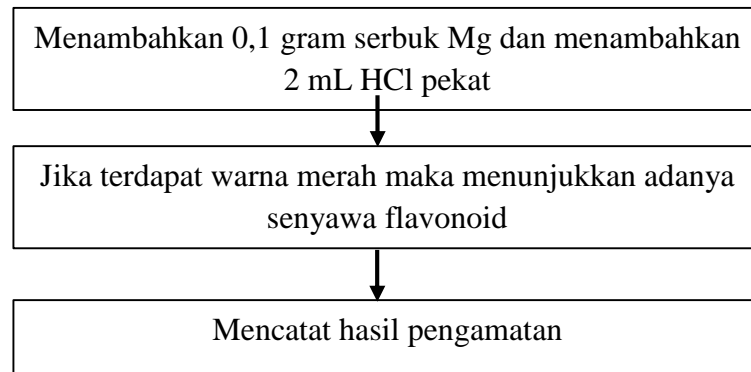 Menambahkan 0,1 gram serbuk Mg dan menambahkan
2 mL HCl pekat
Jika terdapat warna merah maka menunjukkan adanya
senyawa flavonoid
Mencatat hasil pengamatan